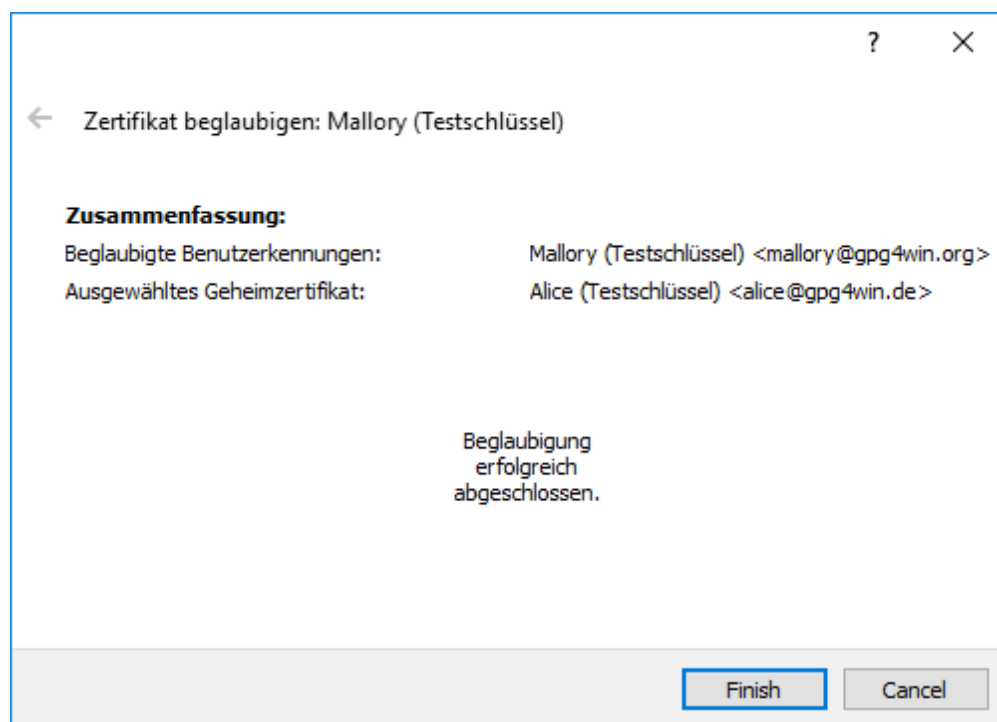 ?
Zertifikat beglaubigen: Mallory (Testschlüssel)
Zusammenfassung:
Beglaubigte Benutzerkennungen: Mallory (Testschlüssel) <mallory@gpg4win.org>
Ausgewähltes Geheimzertifikat: Alice (Testschlüssel) <alice@gpg4win.de>
Beglaubigung
erfolgreich
abgeschlossen.
Finish Cancel